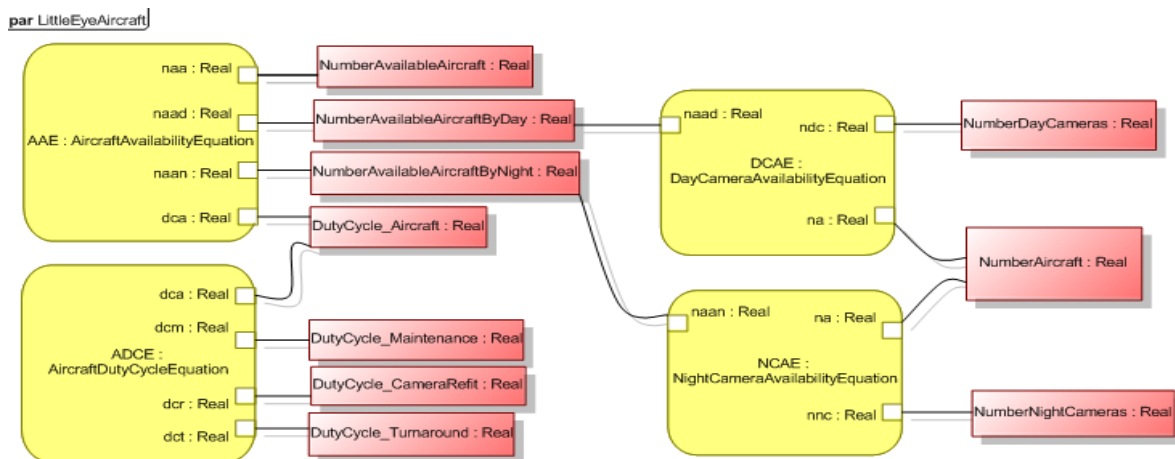 par LittleEyeAircraft
naa : Real
naad : Real
AAE : AircraftAvailabilityEquation
naan : Real
dca : Real
NumberAvailableAircraft : Real
NumberAvailableAircraftByDay : Real
NumberAvailableAircraftByNight : Real
DutyCycle_Aircraft : Real
dca : Real
dcm : Real
ADCE :
AircraftDutyCycleEquation
dcr : Real
dct : Real
DutyCycle_Maintenance : Real
DutyCycle_CameraRefit : Real
DutyCycle_Turnaround : Real
naad : Real
ndc : Real
DCAE :
DayCameraAvailabilityEquation
na : Real
NumberDayCameras : Real
NumberAircraft : Real
naan : Real
na : Real
NCAE :
NightCameraAvailabilityEquation
nnc : Real
NumberNightCameras : Real